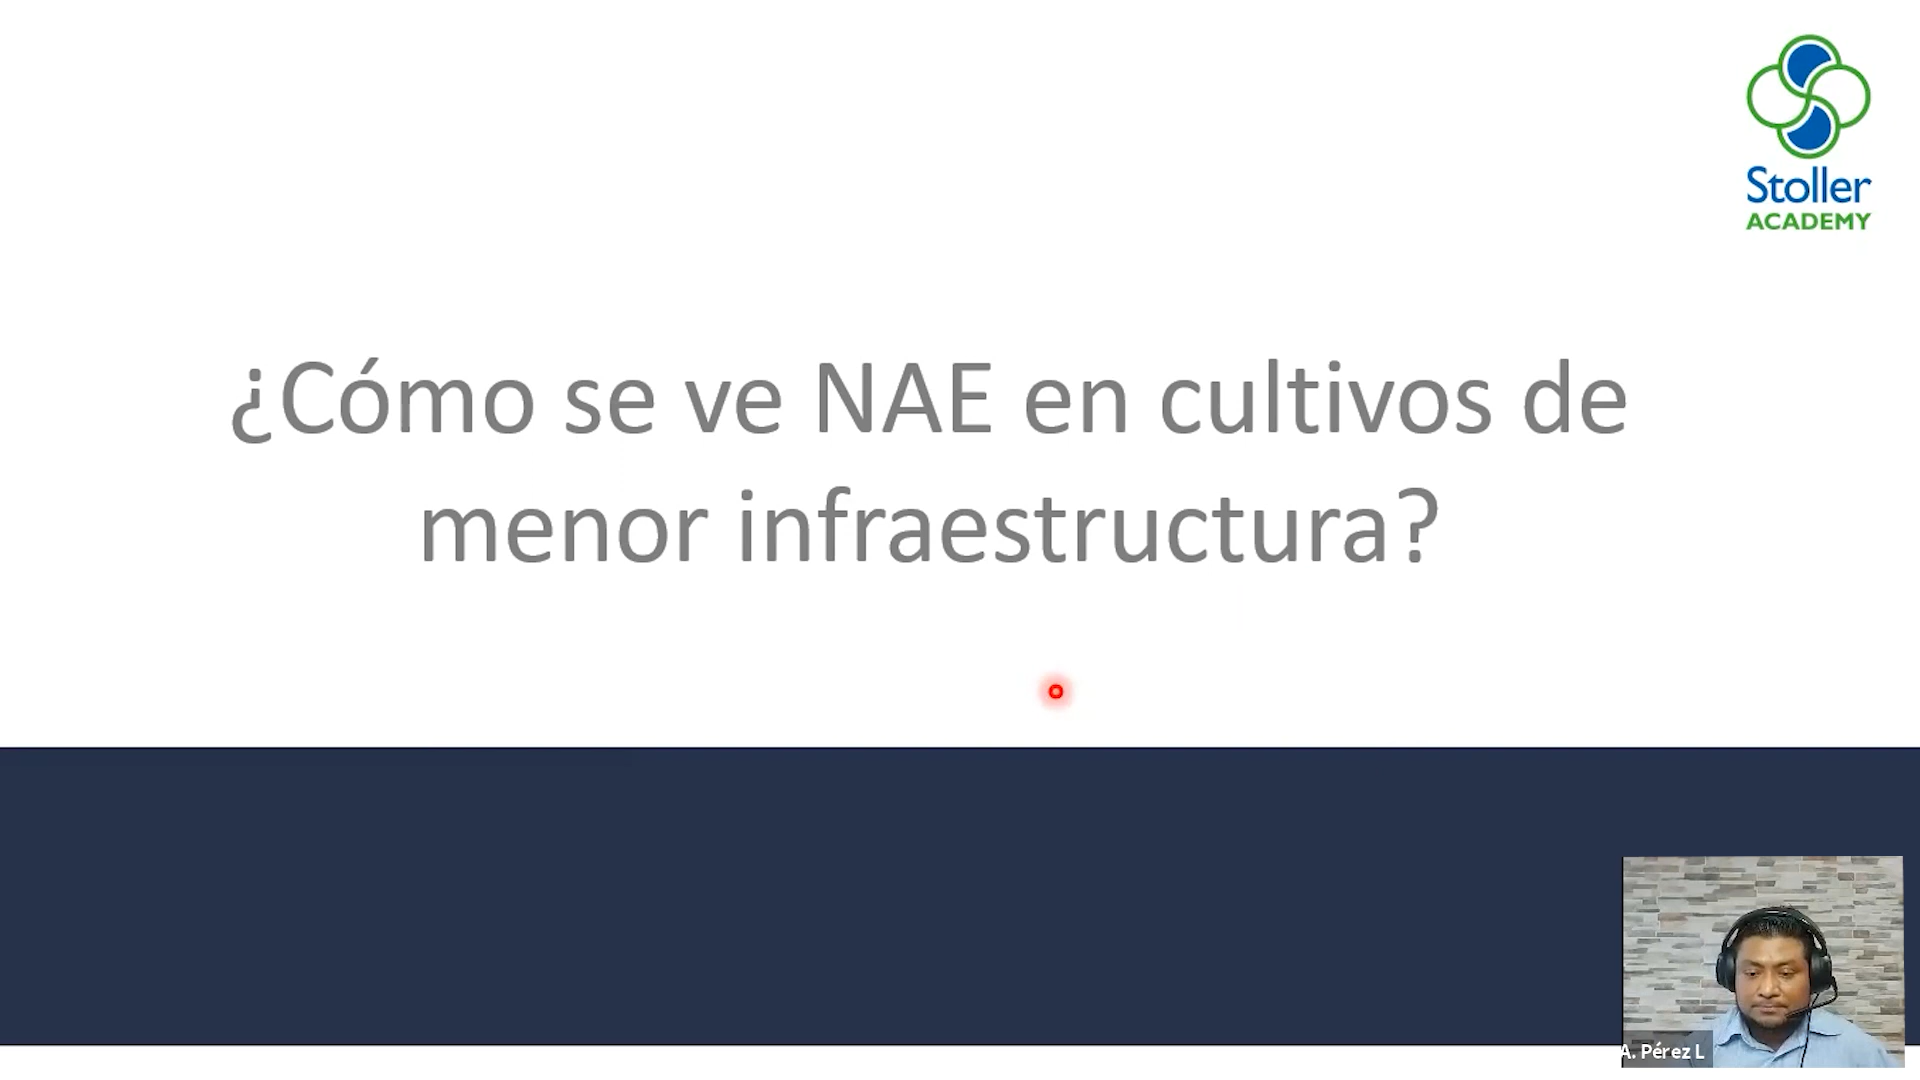 Stoller
ACADEMY
¿Cómo se ve NAE en cultivos de
menor infraestructura?
A. Pérez L